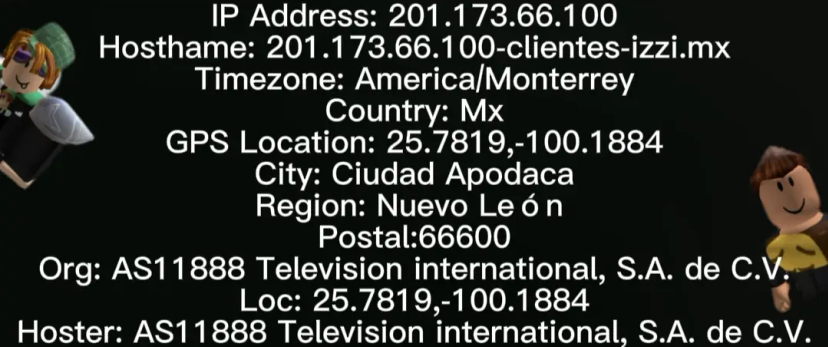 IP Address: 201.173.66.100
Hosthame: 201.173.66.100-clientes-izzi.mx
Timezone: America/Monterrey
Country: Mx
GPS Location: 25.7819,-100.1884
City: Ciudad Apodaca
Region: Nuevo Le ó n
Postal:66600
Org: AS11888 Television international, S.A. de C.V.
Loc: 25.7819,-100.1884
Hoster: AS11888 Television international, S.A. de C.V.